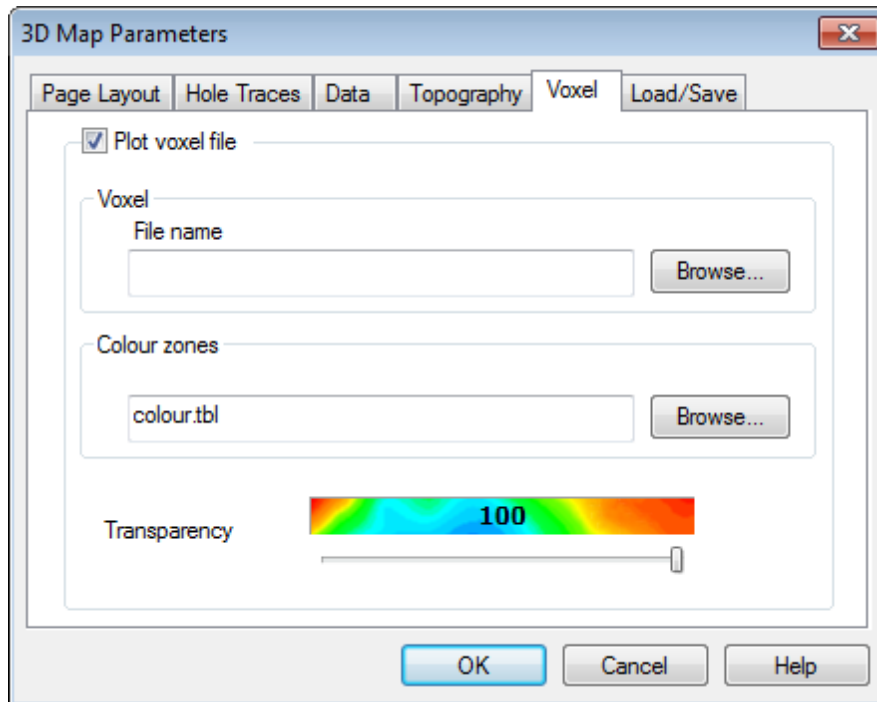 3D Map Parameters
Page Layout Hole Traces Data Topography Voxel Load/Save
Plot voxel file
Voxel
File name
Browse...
Colour zones
colour.tbl Browse...
100
Transparency
OK Cancel Help